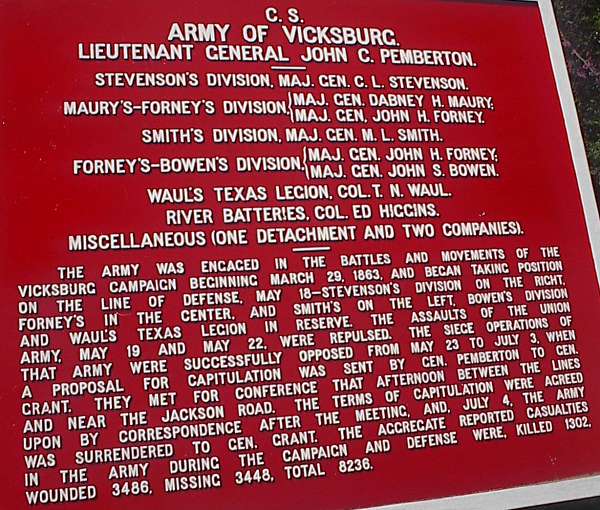 C. S.
ARMY OF VICKSBURG.
LIEUTENANT GENERAL JOHN C. PEMBERTON.
STEVENSON'S DIVISION, MAJ. GEN. C. L. STEVENSON.
MAURY'S-FORNEY'S DIVISION, {MAJ. GEN. DABNEY H. MAURY.
{MAJ. GEN. JOHN H. FORNEY.
SMITH'S DIVISION, MAJ. GEN. M. L. SMITH.
FORNEY'S-BOWEN'S DIVISION, {MAJ. GEN. JOHN H. FORNEY.
{MAJ. GEN. JOHN S. BOWEN.
WAUL'S TEXAS LEGION, COL. T. N. WAUL.
RIVER BATTERIES, COL. ED HIGGINS.
MISCELLANEOUS (ONE DETACHMENT AND TWO COMPANIES).
THE ARMY WAS ENGAGED IN THE BATTLES AND MOVEMENTS OF THE
VICKSBURG CAMPAIGN BEGINNING MARCH 29, 1863, AND BEGAN TAKING POSITION
ON THE LINE OF DEFENSE, MAY 18-STEVENSON'S DIVISION ON THE RIGHT,
FORNEY'S IN THE CENTER, AND SMITH'S ON THE LEFT, BOWEN'S DIVISION
AND WAUL'S TEXAS LEGION IN RESERVE. THE ASSAULTS OF THE UNION
ARMY, MAY 19 AND MAY 22, WERE REPULSED. THE SIEGE OPERATIONS OF
THAT ARMY WERE SUCCESSFULLY OPPOSED FROM MAY 23 TO JULY 3, WHEN
A PROPOSAL FOR CAPITULATION WAS SENT BY GEN. PEMBERTON TO GEN.
GRANT. THEY MET FOR CONFERENCE THAT AFTERNOON BETWEEN THE LINES
AND NEAR THE JACKSON ROAD. THE TERMS OF CAPITULATION WERE AGREED
UPON BY CORRESPONDENCE AFTER THE MEETING, AND, JULY 4, THE ARMY
WAS SURRENDERED TO GEN. GRANT. THE AGGREGATE REPORTED CASUALTIES
IN THE ARMY DURING THE CAMPAIGN AND DEFENSE WERE, KILLED 1302,
WOUNDED 3486, MISSING 3448, TOTAL 8236.